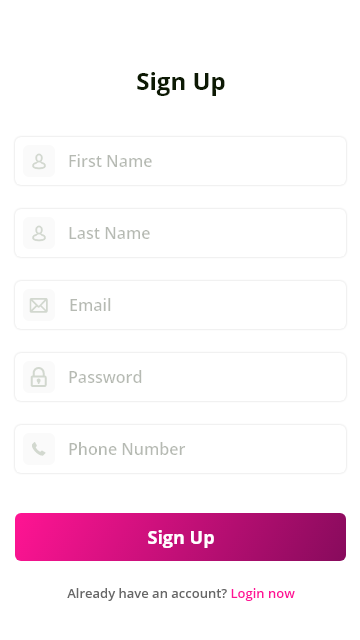 Sign Up
First Name
Last Name
Email
Password
Phone Number
Sign Up
Already have an account? Login now